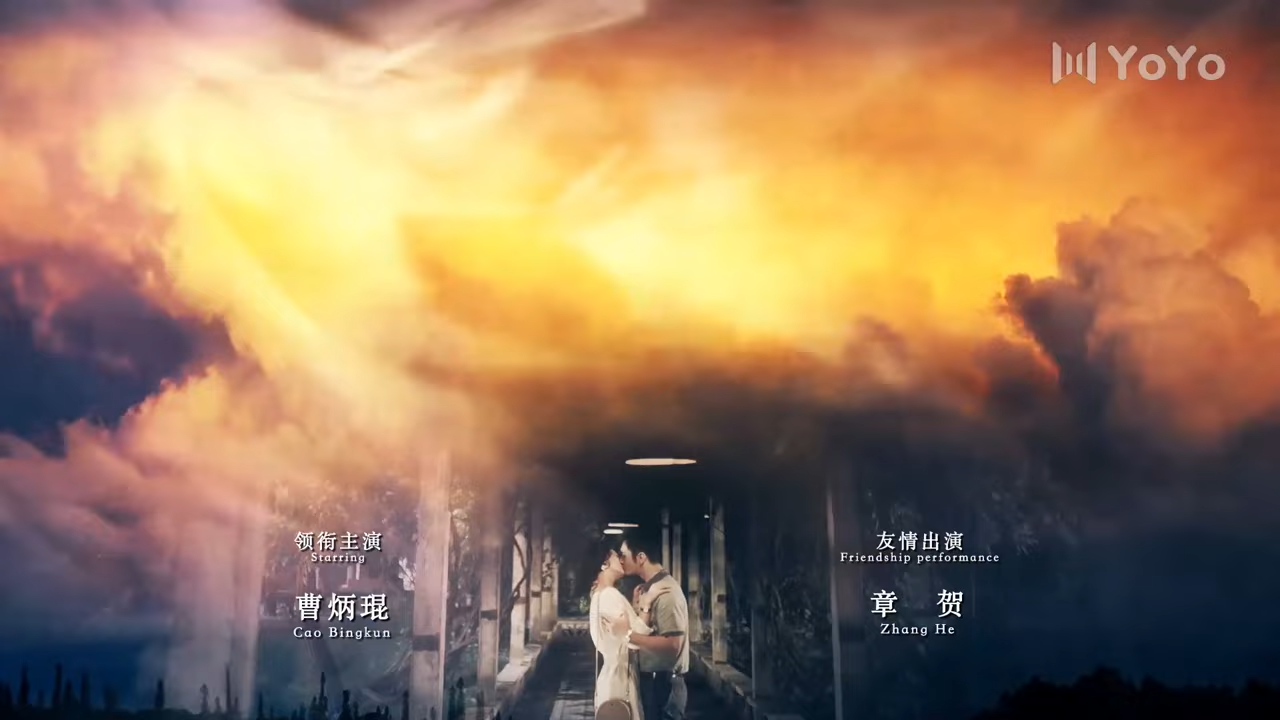 YoYo
领衔主演
Starring
曹炳琨
Cao Bingkun
友情出演
Friendship performance
章 贺
Zhang He